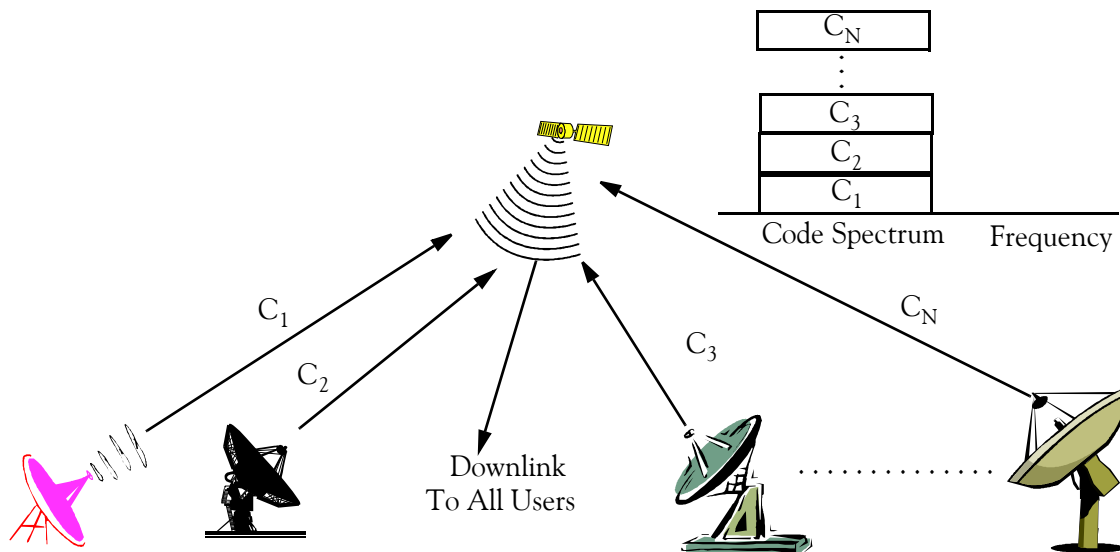 C_N
C_3
C_2
C_1
Code Spectrum Frequency
C_1
C_2
C_3
C_N
Downlink
To All Users